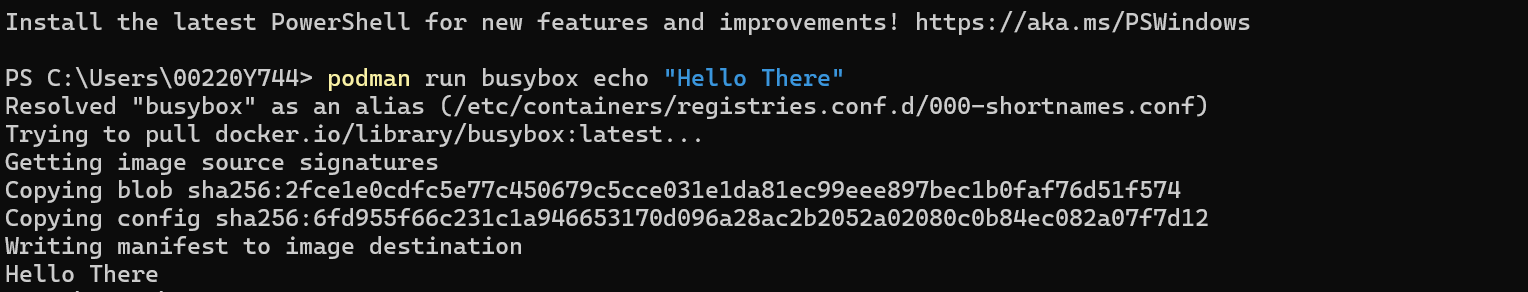 Install the latest PowerShell for new features and improvements! https://aka.ms/PSWindows
PS C:\Users\00220Y744> podman run busybox echo "Hello There"
Resolved "busybox" as an alias (/etc/containers/registries.conf.d/000-shortnames.conf)
Trying to pull docker.io/library/busybox:latest...
Getting image source signatures
Copying blob sha256:2fce1e0cdfc5e77c450679c5cce031e1da81ec99eee897bec1b0faf76d51f574
Copying config sha256:6fd955f66c231c1a946653170d096a28ac2b2052a02080c0b84ec082a07f7d12
Writing manifest to image destination
Hello There